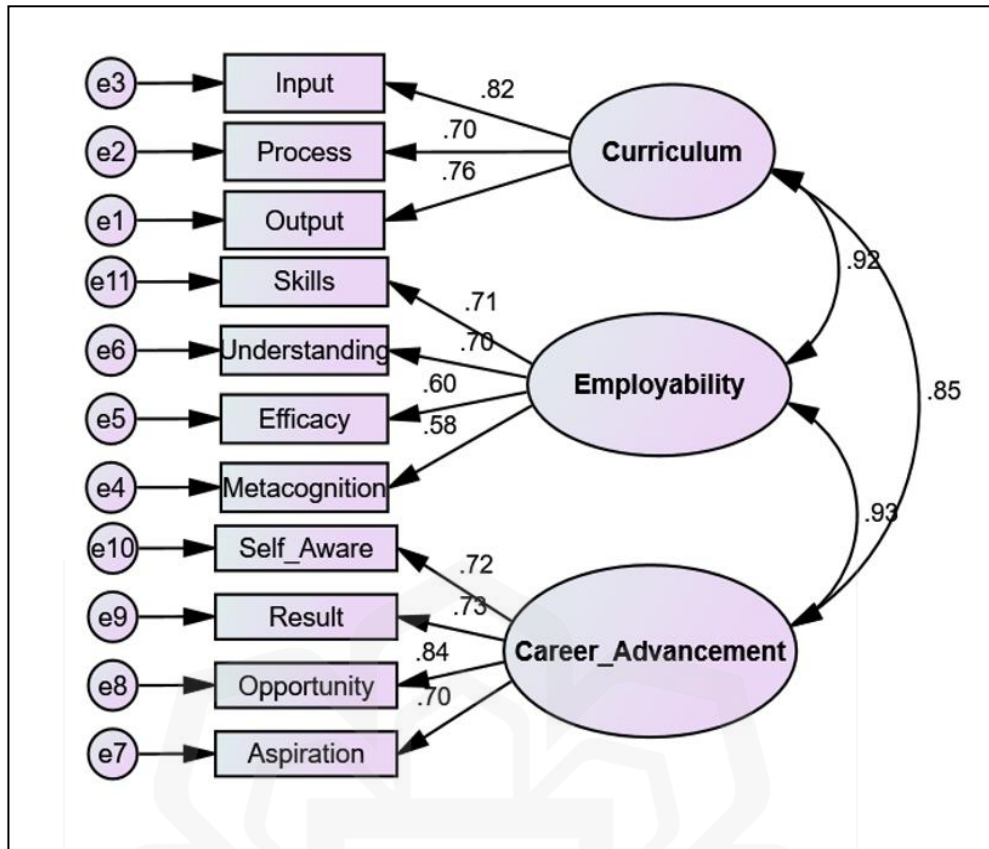 e3 Input .82
e2 Process .70 Curriculum
e1 Output .76
e11 Skills .71 .92
e6 Understanding .70
e5 Efficacy .60 Employability .85
e4 Metacognition .58
e10 Self_Aware .72 .93
e9 Result .73
e8 Opportunity .84 Career_Advancement
e7 Aspiration .70